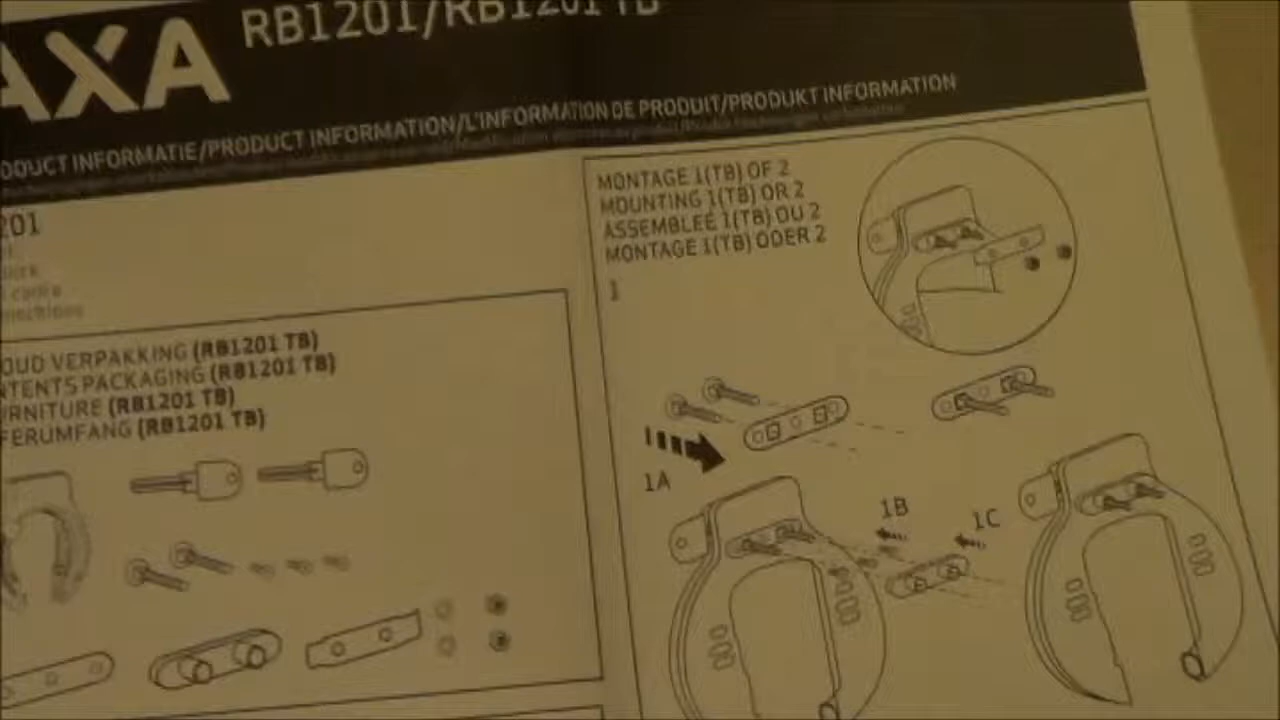 AXA
RB1201/RB1201 TB
ODUCT INFORMATIE/PRODUCT INFORMATION/L'INFORMATION DE PRODUIT/PRODUKT INFORMATION
201
OUD VERPAKKING (RB1201 TB)
NTENTS PACKAGING (RB1201 TB)
URNITURE (RB1201 TB)
FERUMFANG (RB1201 TB)
MONTAGE 1(TB) OF 2
MOUNTING 1(TB) OR 2
ASSEMBLEE 1(TB) OU 2
MONTAGE 1(TB) ODER 2
1
1A
1B
1C